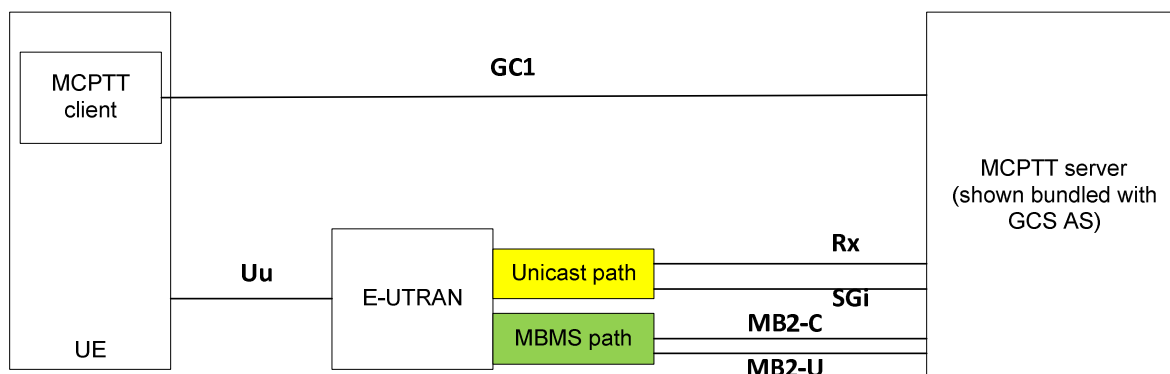 MCPTT
client
GC1
MCPTT server
(shown bundled with
GCS AS)
Uu
E-UTRAN
Unicast path
Rx
SGi
MBMS path
MB2-C
MB2-U
UE